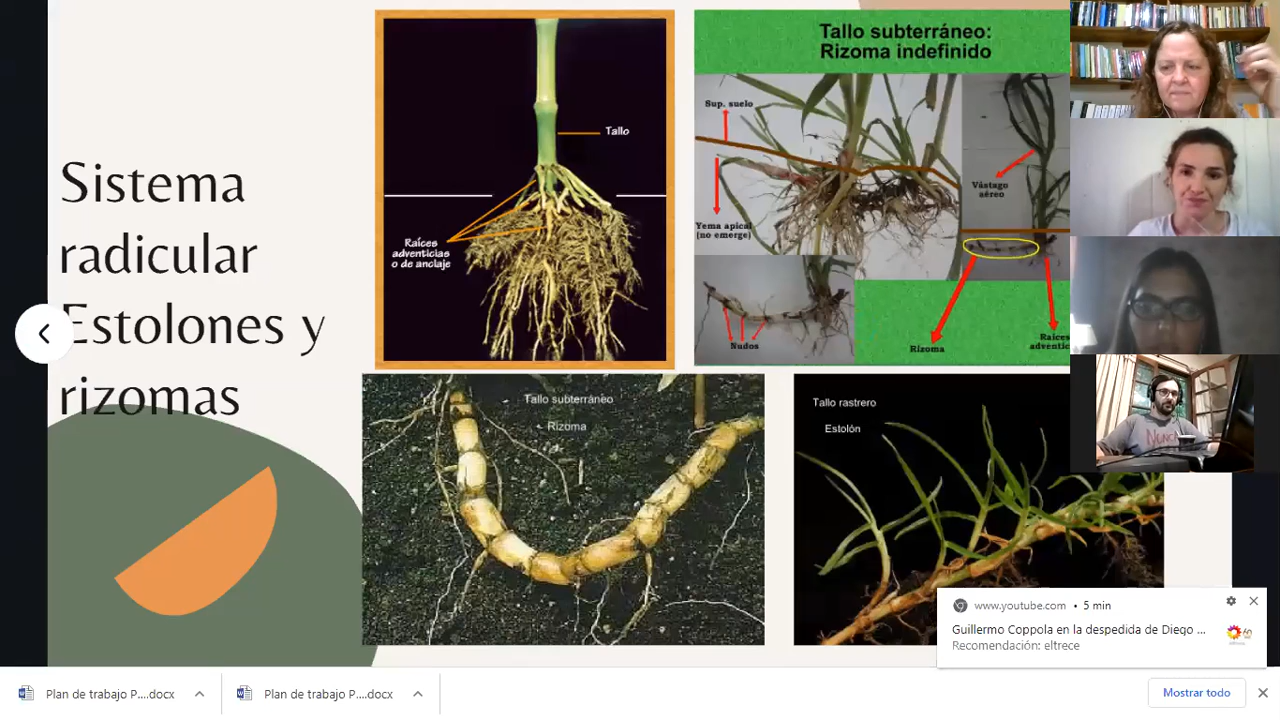 Sistema
radicular
Estolones y
rizomas
Tallo
Raíces
adventicias
o de anclaje
Tallo subterráneo:
Rizoma indefinido
Sup. suelo
Yema apical
(no emerge)
Vástago
aéreo
Nudos
Rizoma
Raíces
Tallo subterráneo
Rizoma
Tallo rastrero
Estolón
NUNCA
www.youtube.com • 5 min
Guillermo Coppola en la despedida de Diego ...
Recomendación: eltrece
Plan de trabajo P....docx
Plan de trabajo P....docx
Mostrar todo